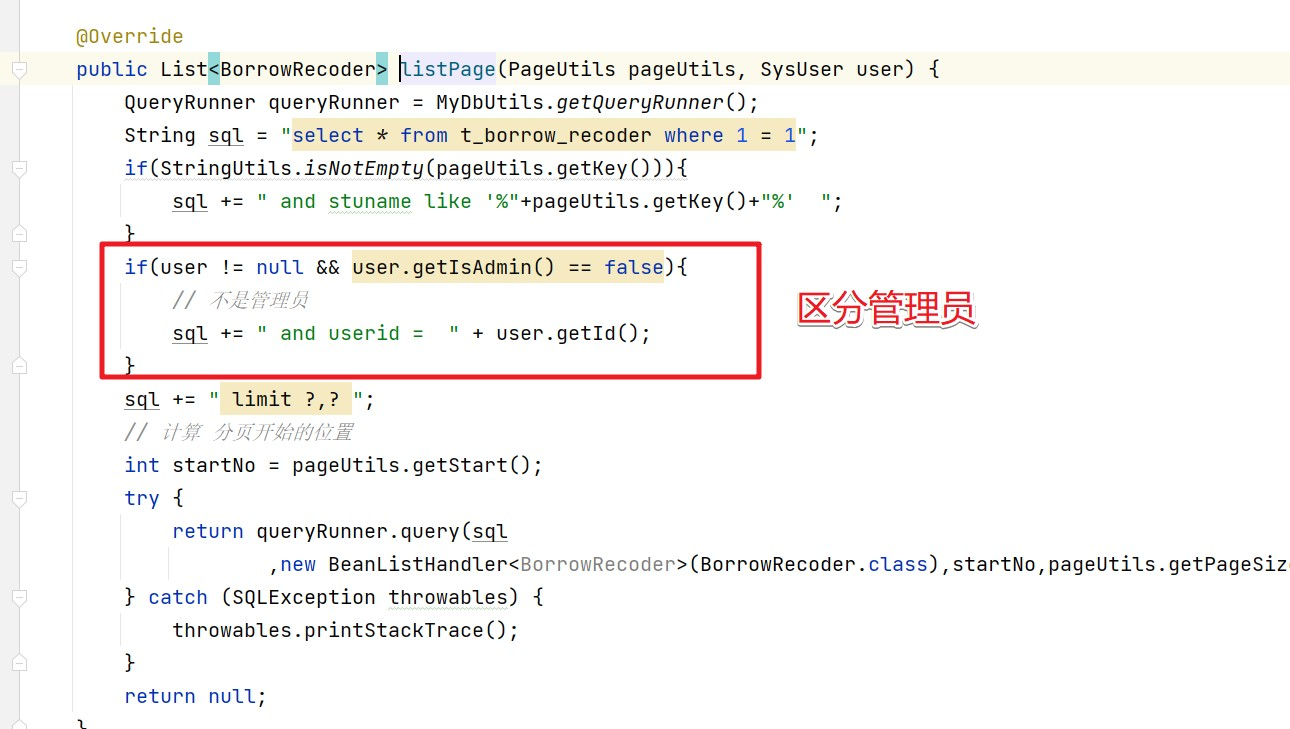 @Override
public List<BorrowRecoder> listPage(PageUtils pageUtils, SysUser user) {
QueryRunner queryRunner = MyDbUtils.getQueryRunner();
String sql = "select * from t_borrow_recoder where 1 = 1";
if(StringUtils.isNotEmpty(pageUtils.getKey())){
sql += " and stuname like '%"+pageUtils.getKey()+"%'  ";
}
if(user != null && user.getIsAdmin() == false){
// 不是管理员
区分管理员
sql += " and userid =  " + user.getId();
}
sql += " limit ?,? ";
// 计算 分页开始的位置
int startNo = pageUtils.getStart();
try {
return queryRunner.query(sql
,new BeanListHandler<BorrowRecoder>(BorrowRecoder.class),startNo,pageUtils.getPageSiz
} catch (SQLException throwables) {
throwables.printStackTrace();
}
return null;
}